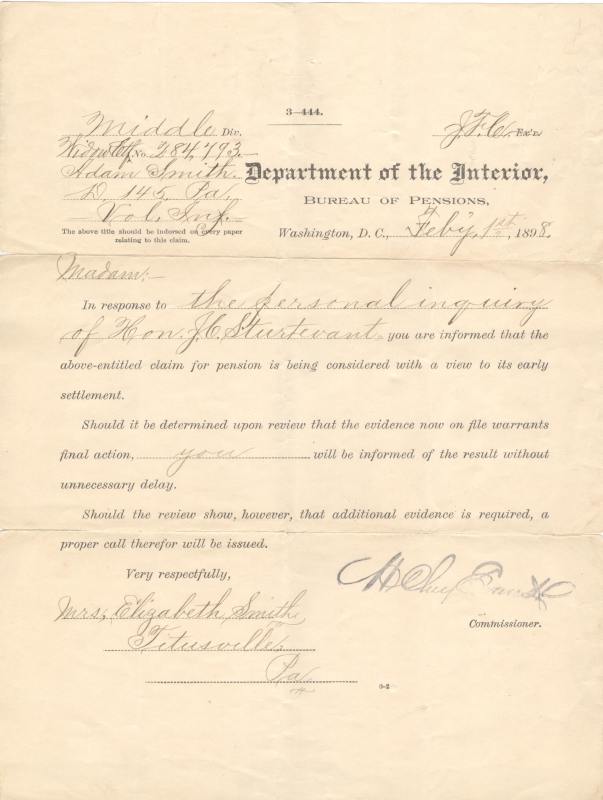 3-444.
Middle Div.
J.F.C. Ex'r.
Widow Ctf. No. 284,793.
Adam Smith.
D. 145, Pa.
Vol. Inf.
The above title should be indorsed on every paper
relating to this claim.
Department of the Interior,
BUREAU OF PENSIONS,
Washington, D. C., Feby. 1st, 1898.
Madam:
In response to the personal inquiry
of Hon. J.C. Sturtevant, you are informed that the
above-entitled claim for pension is being considered with a view to its early
settlement.
Should it be determined upon review that the evidence now on file warrants
final action, you will be informed of the result without
unnecessary delay.
Should the review show, however, that additional evidence is required, a
proper call therefor will be issued.
Very respectfully,
H Clay Evans
Commissioner.
Mrs. Elizabeth Smith,
Titusville,
Pa.
6-2